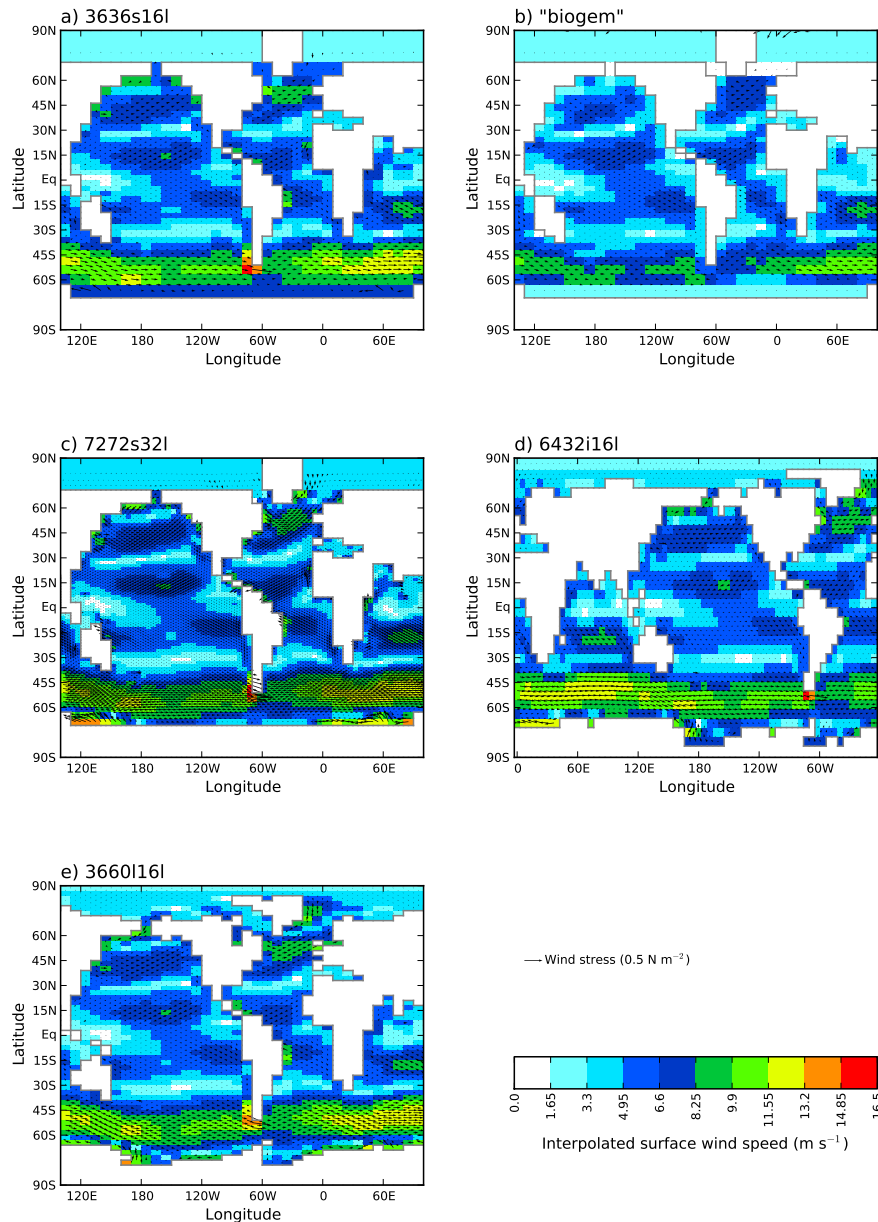 a) 3636s16l
90N
60N
45N
30N
15N
Eq
15S
30S
45S
60S
90S
Latitude
120E 180 120W 60W 0 60E
Longitude
b) "biogem"
90N
60N
45N
30N
15N
Eq
15S
30S
45S
60S
90S
Latitude
120E 180 120W 60W 0 60E
Longitude
c) 7272s32l
90N
60N
45N
30N
15N
Eq
15S
30S
45S
60S
90S
Latitude
120E 180 120W 60W 0 60E
Longitude
d) 6432i16l
90N
60N
45N
30N
15N
Eq
15S
30S
45S
60S
90S
Latitude
0 60E 120E 120W 60W
Longitude
e) 3660l16l
90N
60N
45N
30N
15N
Eq
15S
30S
45S
60S
90S
Latitude
120E 180 120W 60W 0 60E
Longitude
Wind stress (0.5 N m⁻²)
0.0 1.65 3.3 4.95 6.6 8.25 9.9 11.55 13.2 14.85 16.5
Interpolated surface wind speed (m s⁻¹)